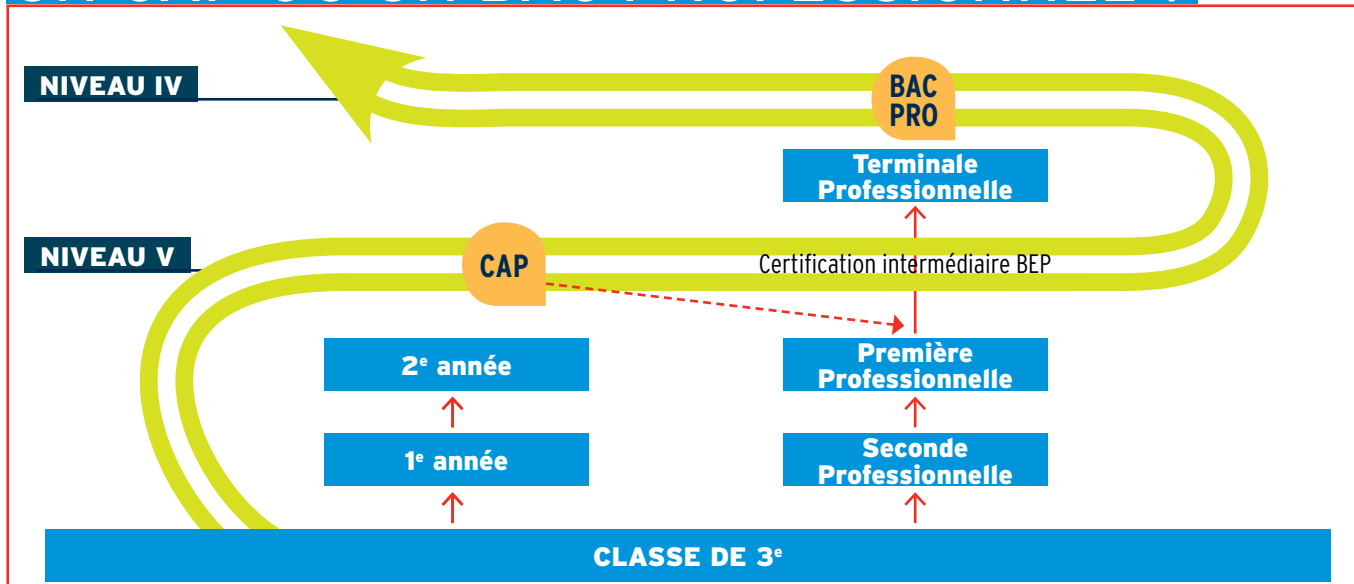 NIVEAU IV
BAC
PRO
Terminale
Professionnelle
NIVEAU V
CAP
Certification intermédiaire BEP
2e année
Première
Professionnelle
1e année
Seconde
Professionnelle
CLASSE DE 3e